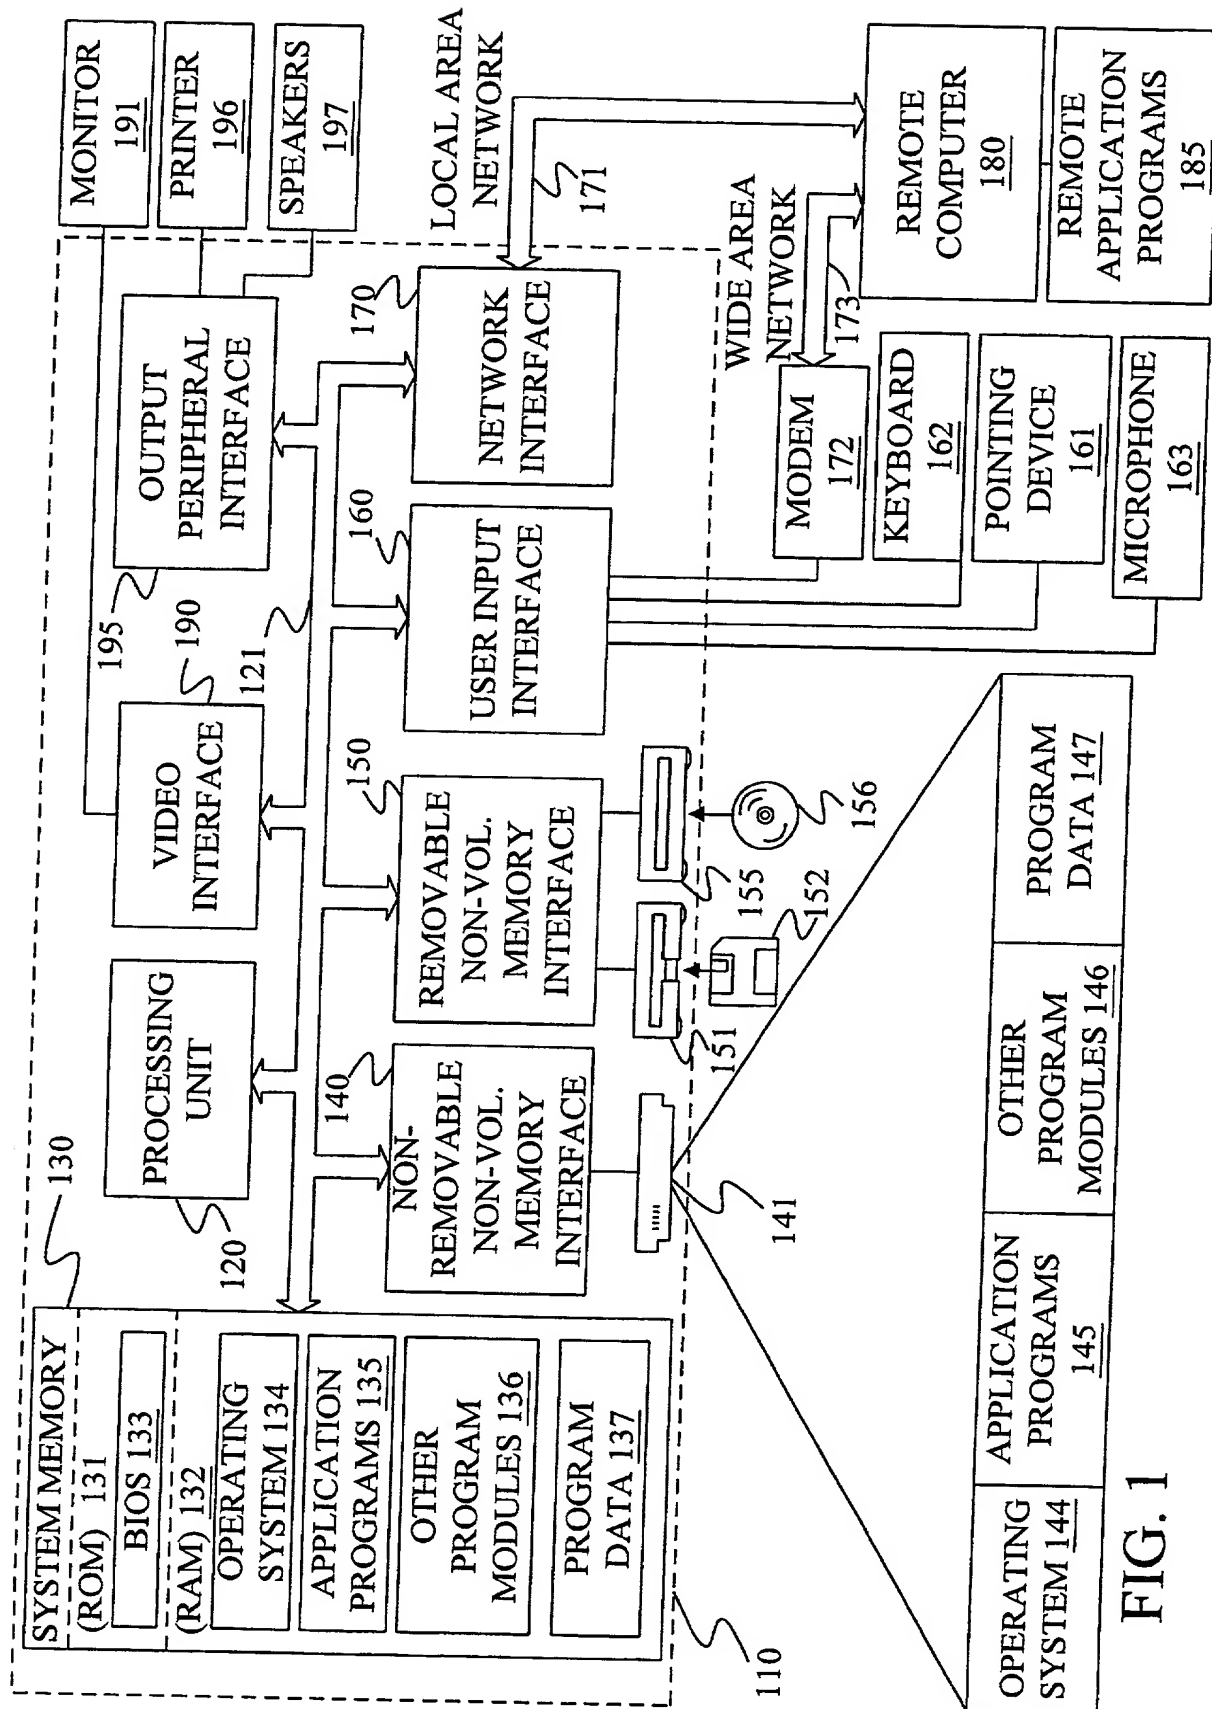 SYSTEM MEMORY
(ROM) 131
BIOS 133
(RAM) 132
OPERATING
SYSTEM 134
APPLICATION
PROGRAMS 135
OTHER
PROGRAM
MODULES 136
PROGRAM
DATA 137
130
110
PROCESSING
UNIT
120
VIDEO
INTERFACE
190
OUTPUT
PERIPHERAL
INTERFACE
195
121
MONITOR
191
PRINTER
196
SPEAKERS
197
NON-
REMOVABLE
NON-VOL.
MEMORY
INTERFACE
140
REMOVABLE
NON-VOL.
MEMORY
INTERFACE
150
USER INPUT
INTERFACE
160
NETWORK
INTERFACE
170
LOCAL AREA
NETWORK
171
141
151
152
155
156
WIDE AREA
NETWORK
173
MODEM
172
KEYBOARD
162
POINTING
DEVICE
161
MICROPHONE
163
REMOTE
COMPUTER
180
REMOTE
APPLICATION
PROGRAMS
185
OPERATING
SYSTEM 144
APPLICATION
PROGRAMS
145
OTHER
PROGRAM
MODULES 146
PROGRAM
DATA 147
FIG. 1